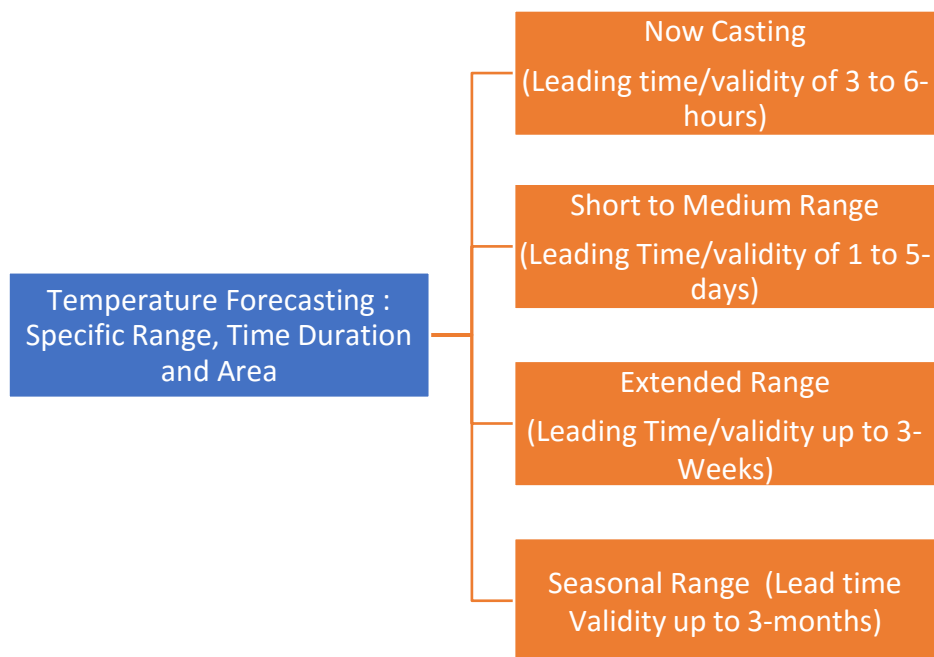 Now Casting
(Leading time/validity of 3 to 6-
hours)
Short to Medium Range
(Leading Time/validity of 1 to 5-
days)
Temperature Forecasting :
Specific Range, Time Duration
and Area
Extended Range
(Leading Time/validity up to 3-
Weeks)
Seasonal Range  (Lead time
Validity up to 3-months)